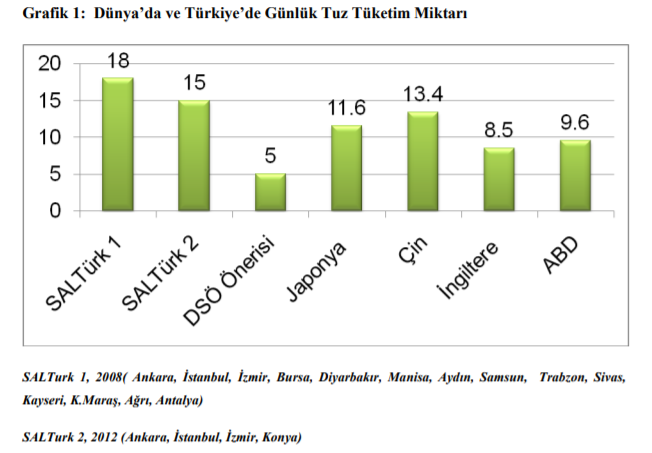 Grafik 1: Dünya’da ve Türkiye’de Günlük Tuz Tüketim Miktarı
20
15
10
5
0
18
15
5
11.6
13.4
8.5
9.6
SALTürk 1
SALTürk 2
DSÖ Önerisi
Japonya
Çin
İngiltere
ABD
SALTurk 1, 2008( Ankara, İstanbul, İzmir, Bursa, Diyarbakır, Manisa, Aydın, Samsun, Trabzon, Sivas,
Kayseri, K.Maraş, Ağrı, Antalya)
SALTurk 2, 2012 (Ankara, İstanbul, İzmir, Konya)